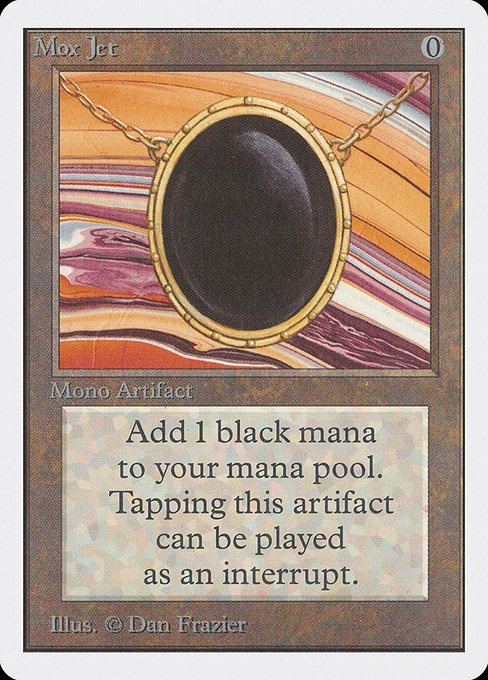 Mox Jet
0
Mono Artifact
Add 1 black mana
to your mana pool.
Tapping this artifact
can be played
as an interrupt.
Illus. © Dan Frazier